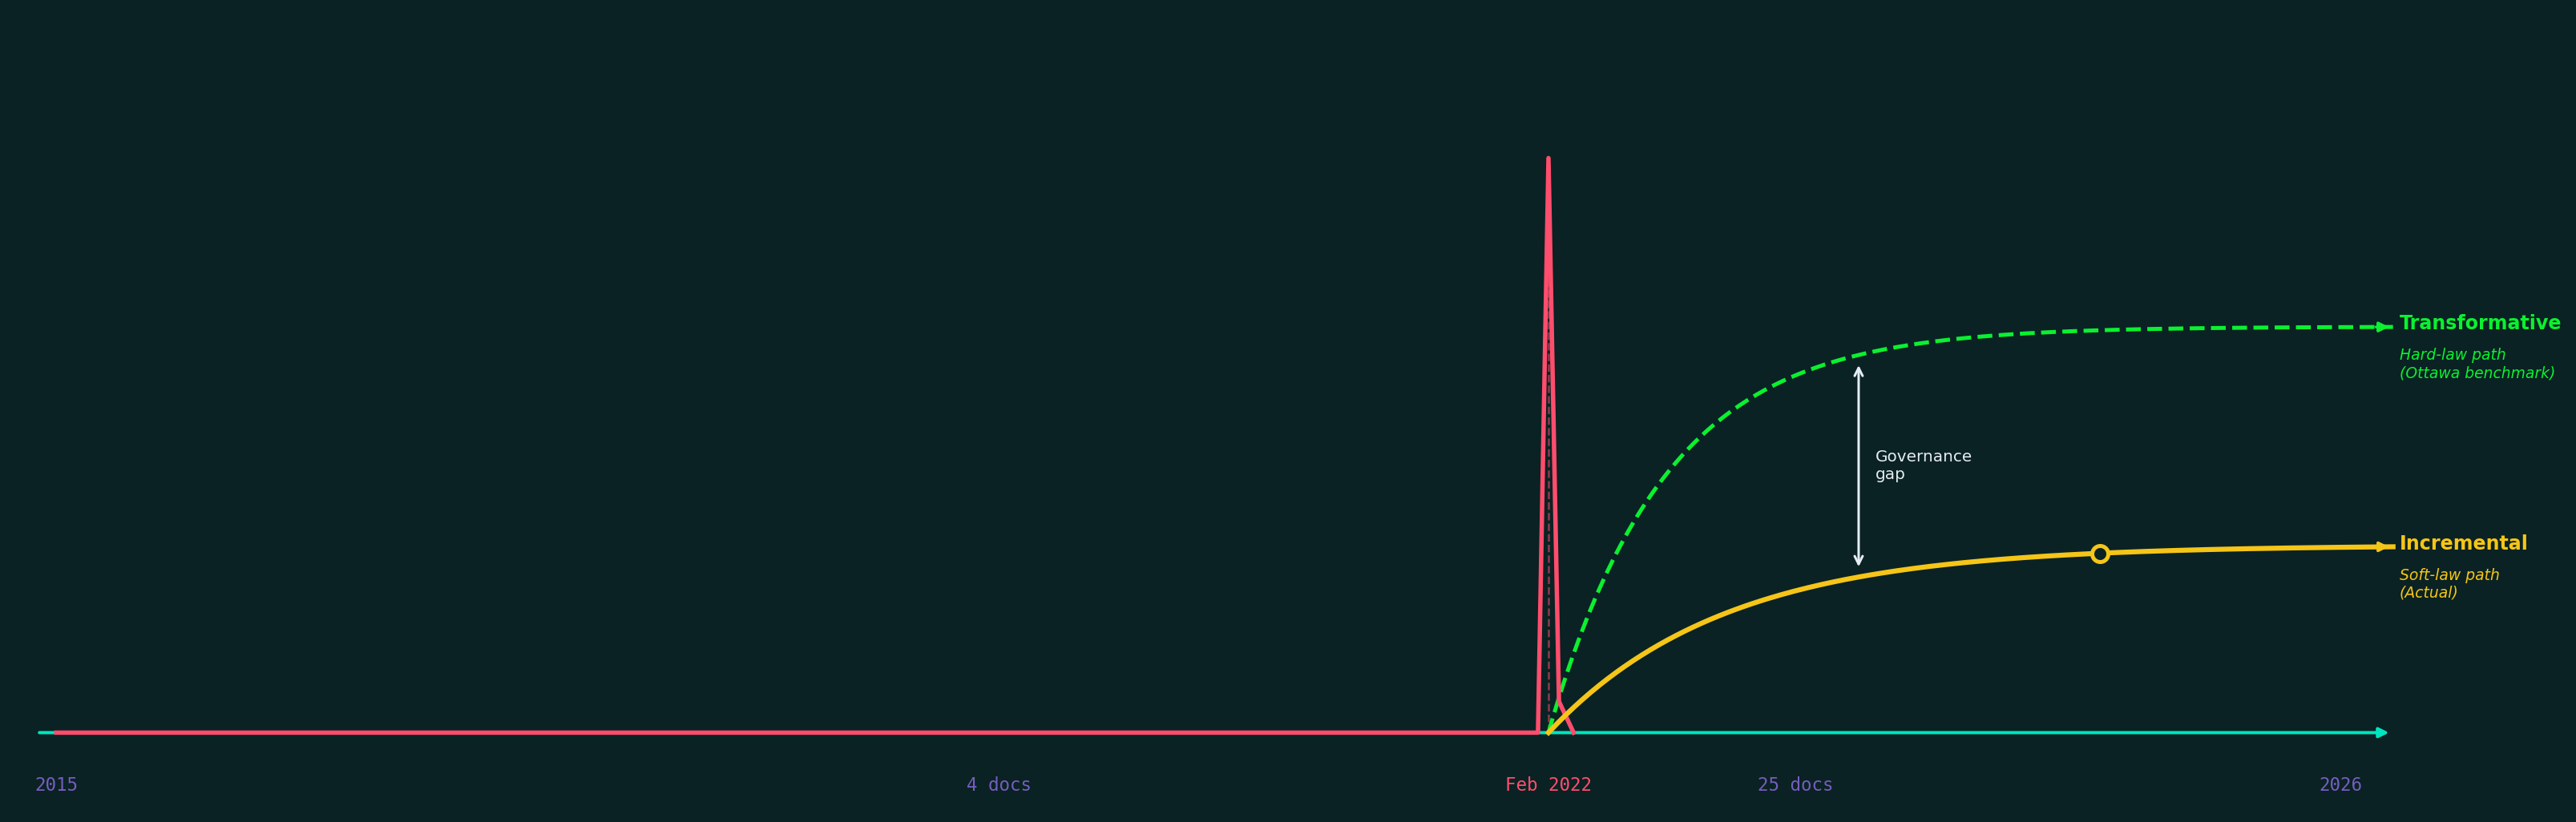 Transformative
Hard-law path
(Ottawa benchmark)
Governance
gap
Incremental
Soft-law path
(Actual)
2015
4 docs
Feb 2022
25 docs
2026